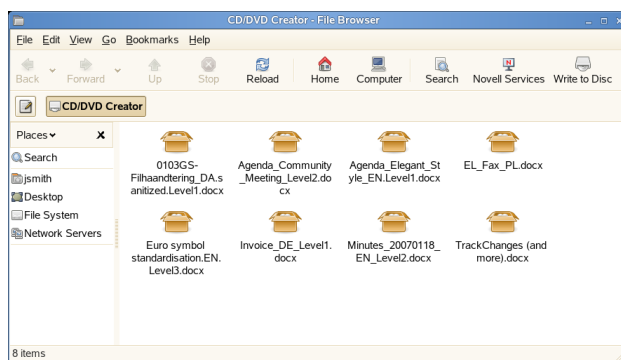 CD/DVD Creator - File Browser
File Edit View Go Bookmarks Help
Back Forward Up Stop Reload Home Computer Search Novell Services Write to Disc
CD/DVD Creator
Places
Search
jsmith
Desktop
File System
Network Servers
0103GS-
Filhaandtering_DA.s
anitized.Level1.docx
Agenda_Community
_Meeting_Level2.do
cx
Agenda_Elegant_St
yle_EN.Level1.docx
EL_Fax_PL.docx
Euro symbol
standardisation.EN.
Level3.docx
Invoice_DE_Level1.
docx
Minutes_20070118_
EN_Level2.docx
TrackChanges (and
more).docx
8 items